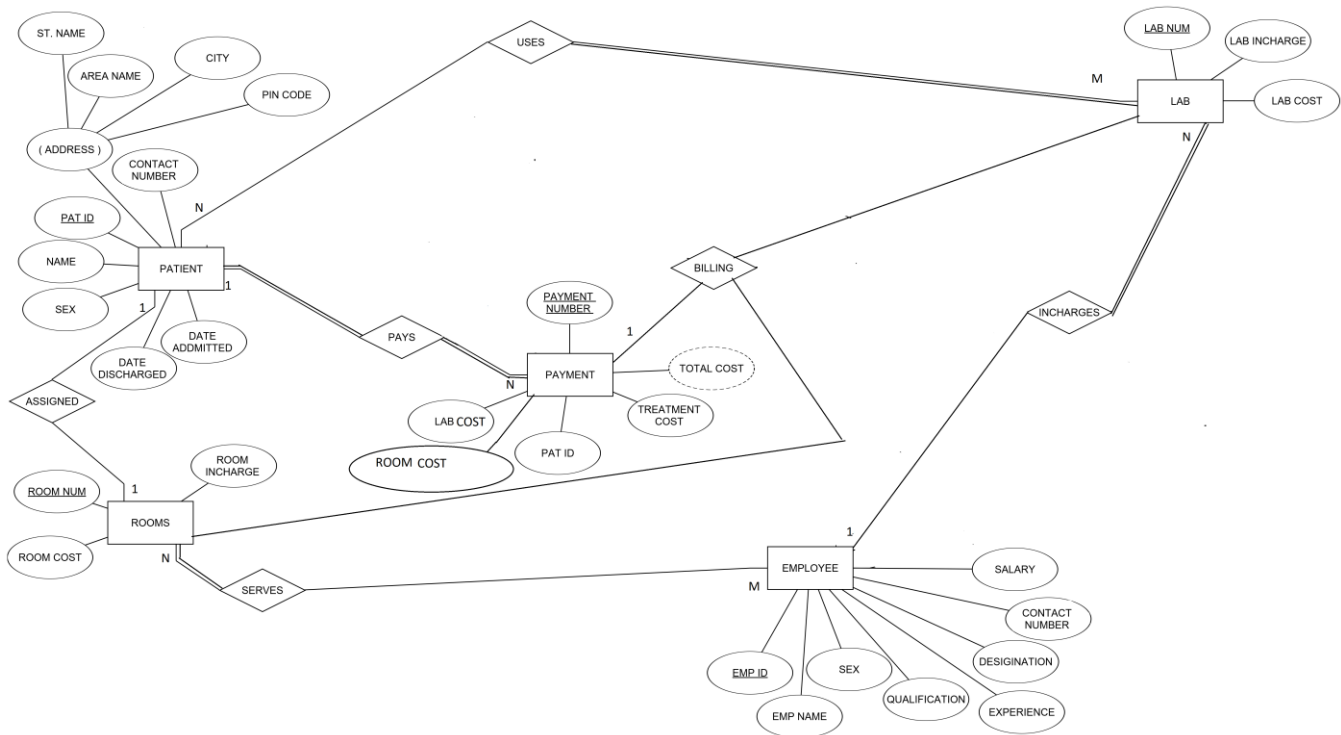 ST. NAME
AREA NAME
CITY
PIN CODE
( ADDRESS )
CONTACT
NUMBER
PAT ID
NAME
SEX
PATIENT
DATE
DISCHARGED
DATE
ADDMITTED
N
1
1
USES
M
LAB NUM
LAB INCHARGE
LAB
LAB COST
N
BILLING
INCHARGES
PAYS
PAYMENT
NUMBER
1
PAYMENT
N
TOTAL COST
TREATMENT
COST
LAB COST
ROOM COST
PAT ID
ASSIGNED
ROOM
INCHARGE
ROOM NUM
1
ROOMS
ROOM COST
N
SERVES
1
EMPLOYEE
M
SALARY
CONTACT
NUMBER
DESIGINATION
EXPERIENCE
QUALIFICATION
SEX
EMP ID
EMP NAME